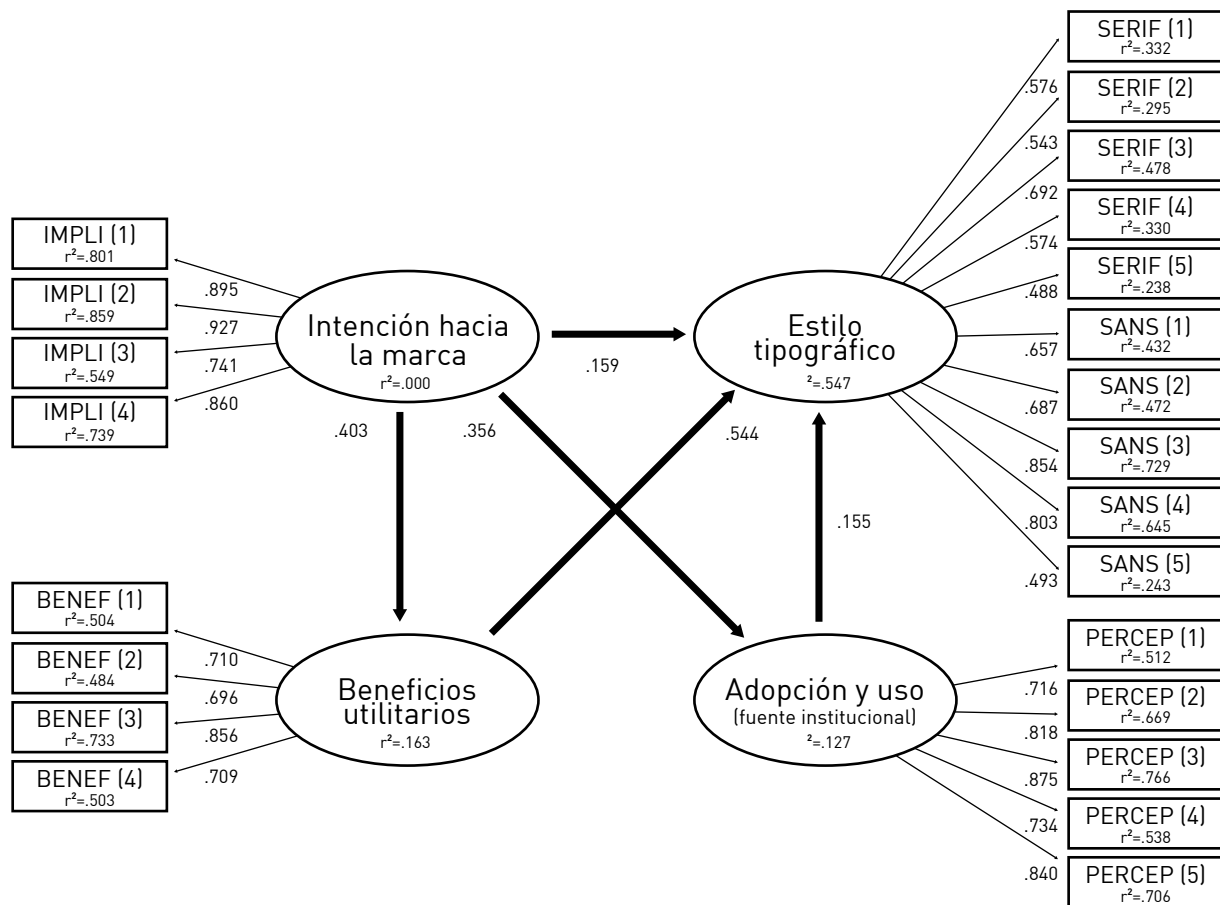 SERIF (1)
r²=.332
.576
SERIF (2)
r²=.295
.543
SERIF (3)
r²=.478
.692
SERIF (4)
r²=.330
.574
SERIF (5)
r²=.238
.488
SANS (1)
r²=.432
.657
SANS (2)
r²=.472
.687
SANS (3)
r²=.729
.854
SANS (4)
r²=.645
.803
SANS (5)
r²=.243
.493
IMPLI (1)
r²=.801
.895
IMPLI (2)
r²=.859
.927
IMPLI (3)
r²=.549
.741
IMPLI (4)
r²=.739
.860
Intención hacia
la marca
r²=.000
.159
Estilo
tipográfico
²=.547
.403
.356
.544
.155
BENEF (1)
r²=.504
.710
BENEF (2)
r²=.484
.696
BENEF (3)
r²=.733
.856
BENEF (4)
r²=.503
.709
Beneficios
utilitarios
r²=.163
Adopción y uso
(fuente institucional)
²=.127
PERCEP (1)
r²=.512
.716
PERCEP (2)
r²=.669
.818
PERCEP (3)
r²=.766
.875
PERCEP (4)
r²=.538
.734
PERCEP (5)
r²=.706
.840